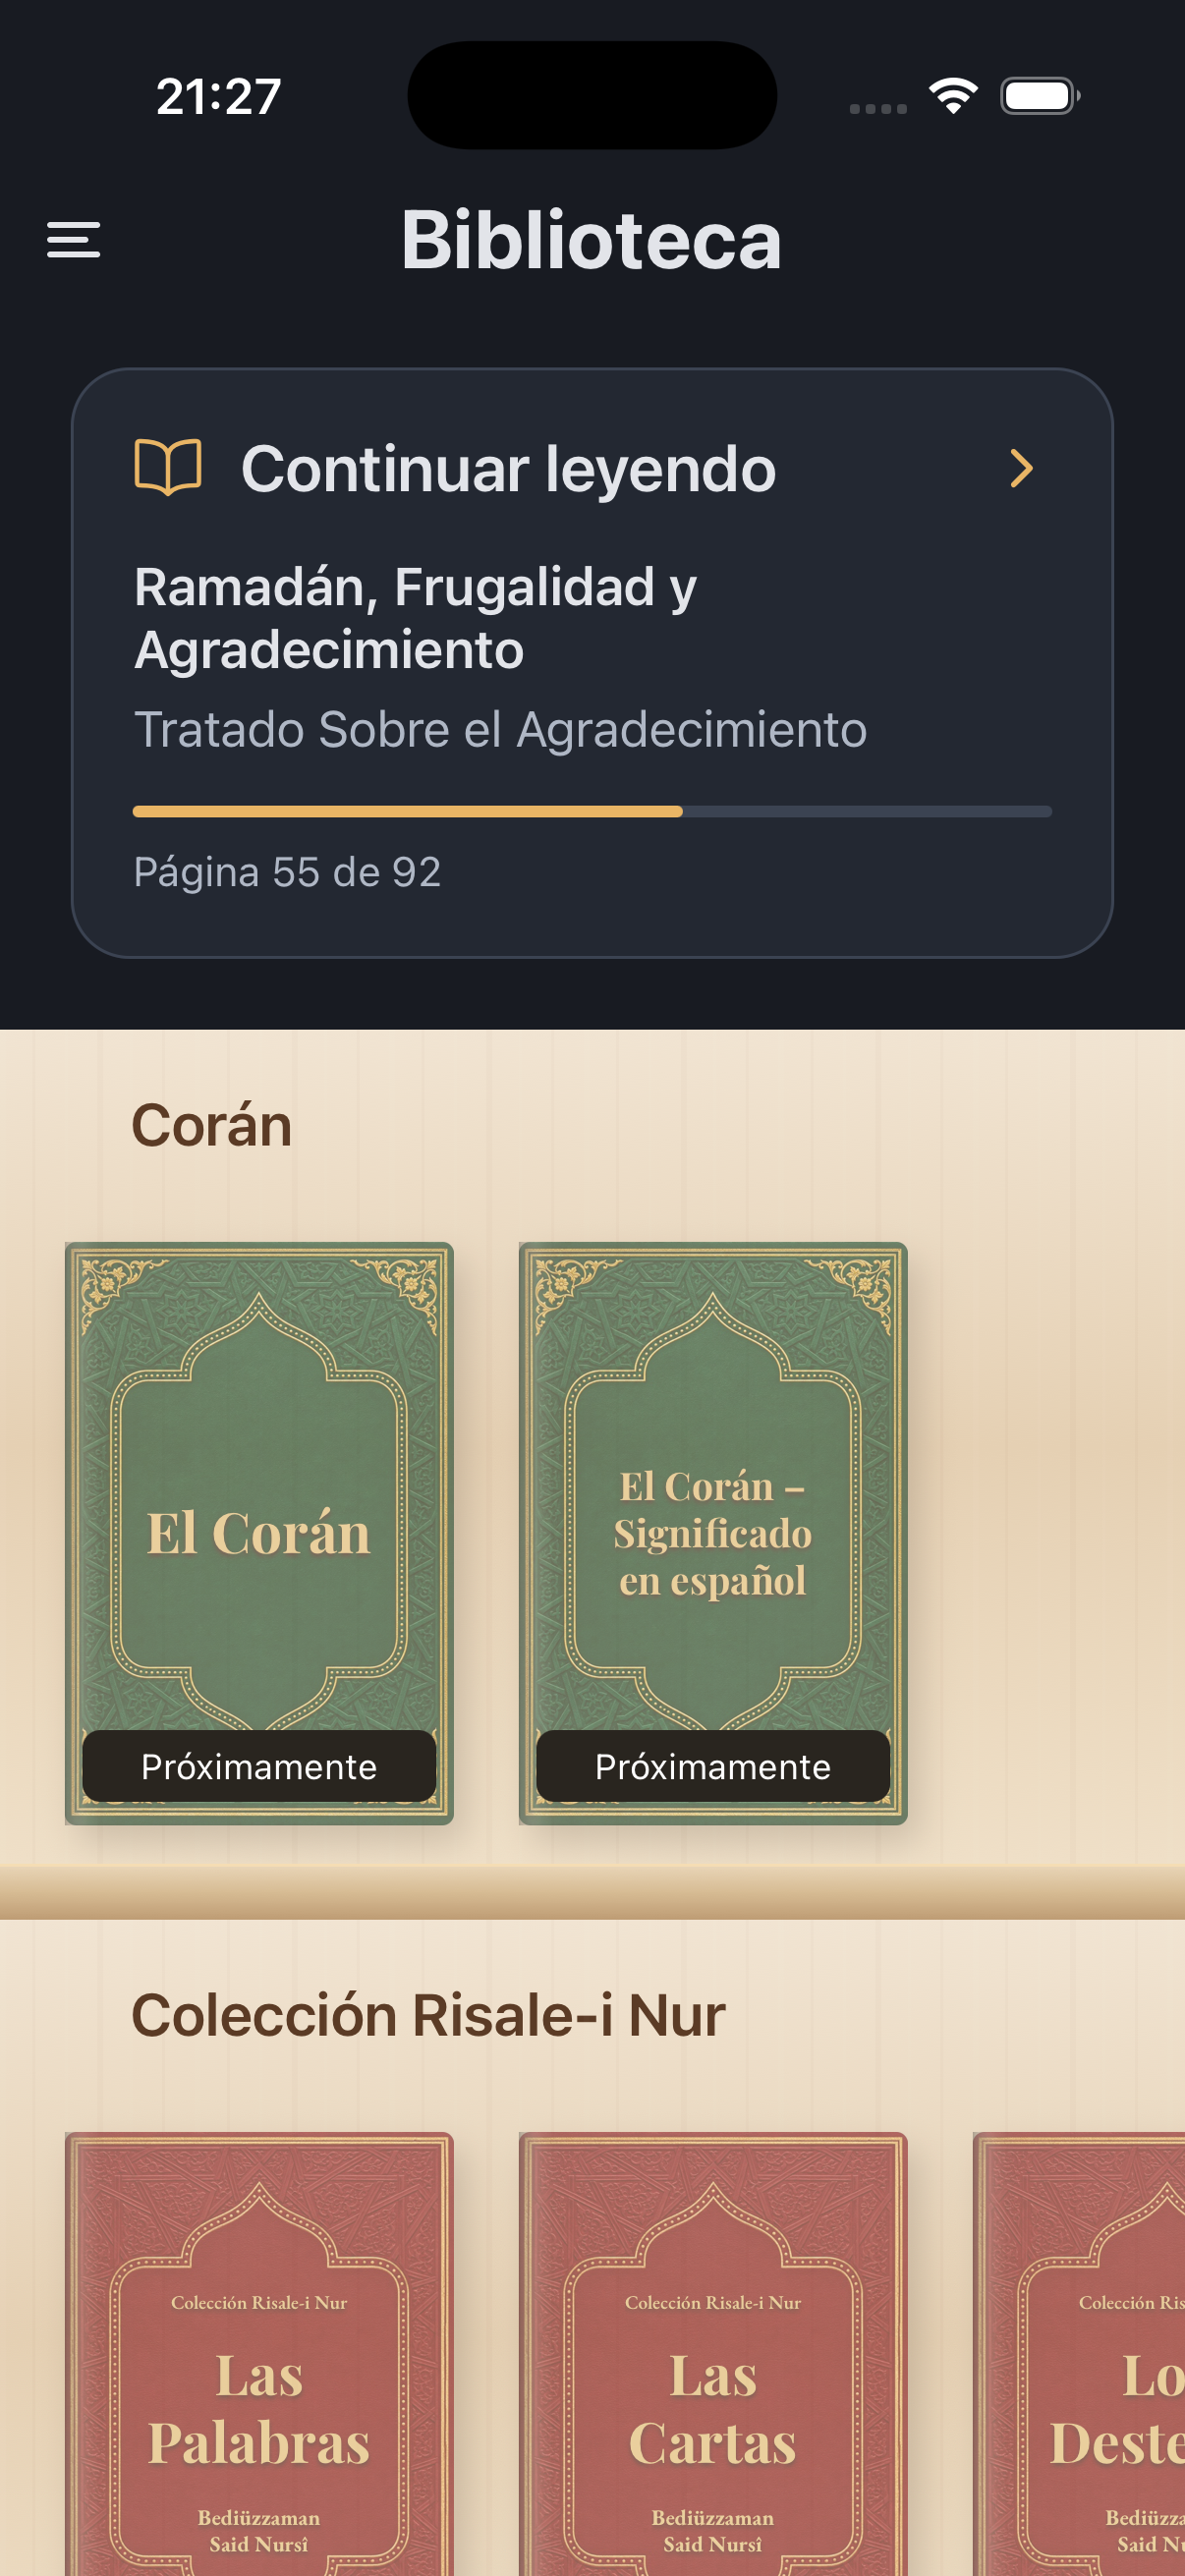 21:27
Biblioteca
Continuar leyendo
Ramadán, Frugalidad y
Agradecimiento
Tratado Sobre el Agradecimiento
Página 55 de 92
Corán
El Corán
Próximamente
El Corán –
Significado
en español
Próximamente
Colección Risale-i Nur
Colección Risale-i Nur
Las
Palabras
Bediüzzaman
Said Nursî
Colección Risale-i Nur
Las
Cartas
Bediüzzaman
Said Nursî
Colección
Said